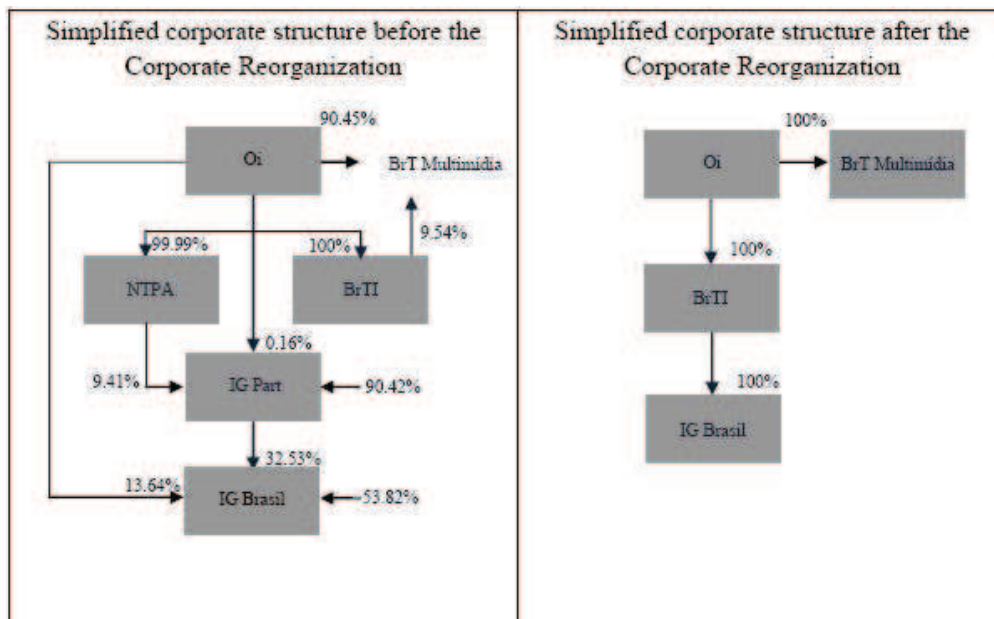 Simplified corporate structure before the
Corporate Reorganization
90.45%
Oi
BrT Multimídia
9.54%
99.99%
100%
NTPA
BrTI
0.16%
9.41%
IG Part
90.42%
32.53%
13.64%
IG Brasil
53.82%
Simplified corporate structure after the
Corporate Reorganization
100%
Oi
BrT Multimídia
100%
BrTI
100%
IG Brasil